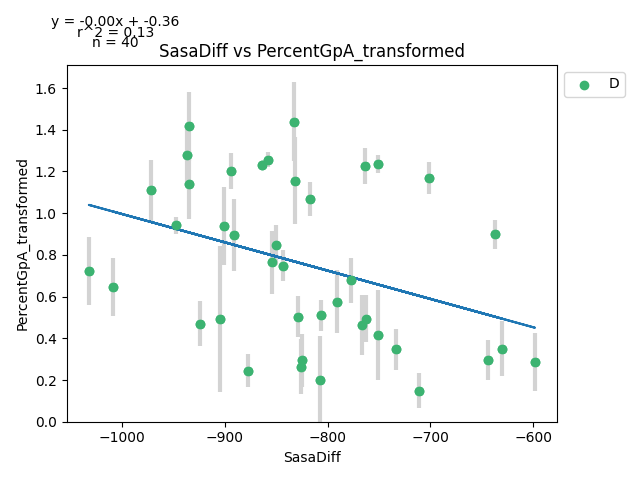 y = -0.00x + -0.36
r^2 = 0.13
n = 40
SasaDiff vs PercentGpA_transformed
D
PercentGpA_transformed
1.6
1.4
1.2
1.0
0.8
0.6
0.4
0.2
0.0
−1000
−900
−800
−700
−600
SasaDiff